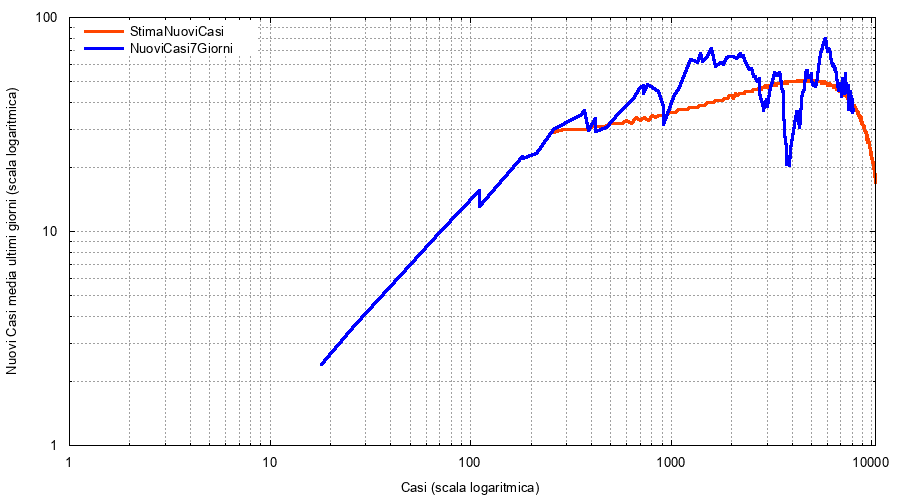 100
StimaNuoviCasi
NuoviCasi7Giorni
Nuovi Casi media ultimi giorni (scala logaritmica)
10
1
1 10 100 1000 10000
Casi (scala logaritmica)